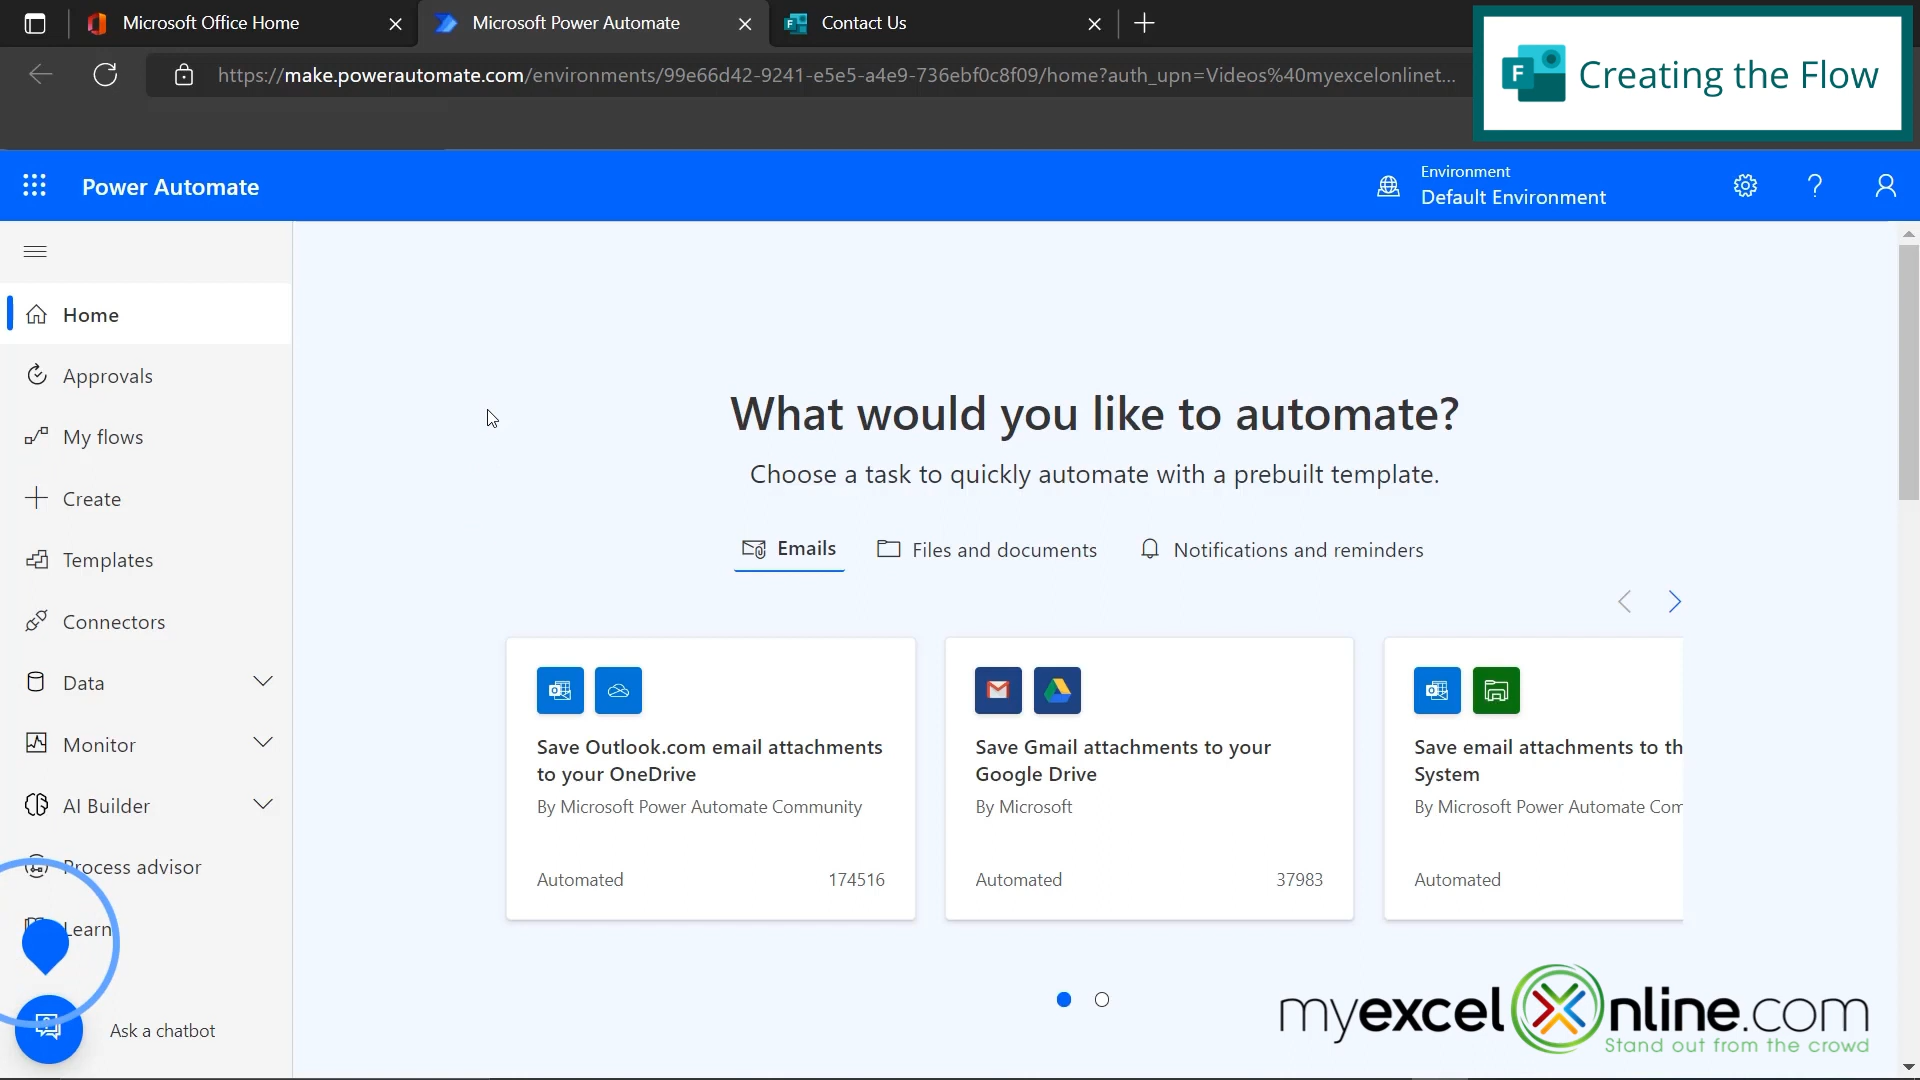 Microsoft Office Home
Microsoft Power Automate
Contact Us
https://make.powerautomate.com/environments/99e66d42-9241-e5e5-a4e9-736ebf0c8f09/home?auth_upn=Videos%40myexcelonlinet...
F Creating the Flow
Power Automate
Environment
Default Environment
?
Home
Approvals
My flows
Create
Templates
Connectors
Data
Monitor
AI Builder
Process advisor
Learn
Ask a chatbot
What would you like to automate?
Choose a task to quickly automate with a prebuilt template.
Emails
Files and documents
Notifications and reminders
Save Outlook.com email attachments
to your OneDrive
By Microsoft Power Automate Community
Automated 174516
Save Gmail attachments to your
Google Drive
By Microsoft
Automated 37983
Save email attachments to th
System
By Microsoft Power Automate Com
Automated
myexcelOnline.com
Stand out from the crowd